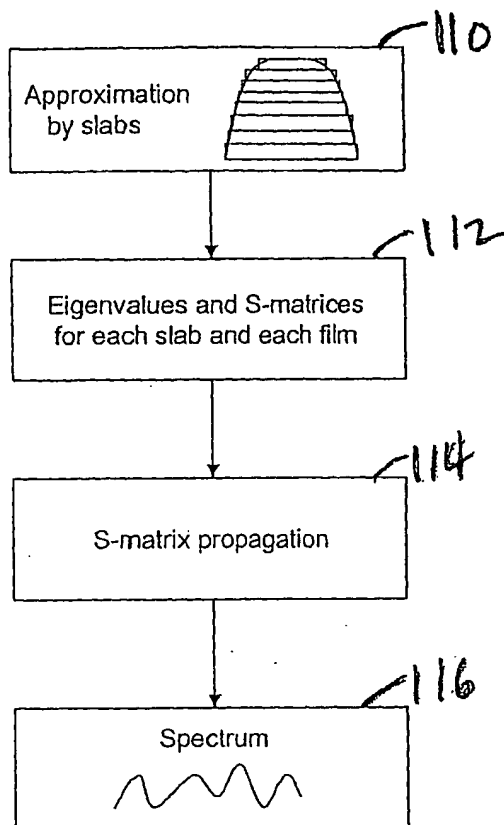 110
Approximation
by slabs
112
Eigenvalues and S-matrices
for each slab and each film
114
S-matrix propagation
116
Spectrum